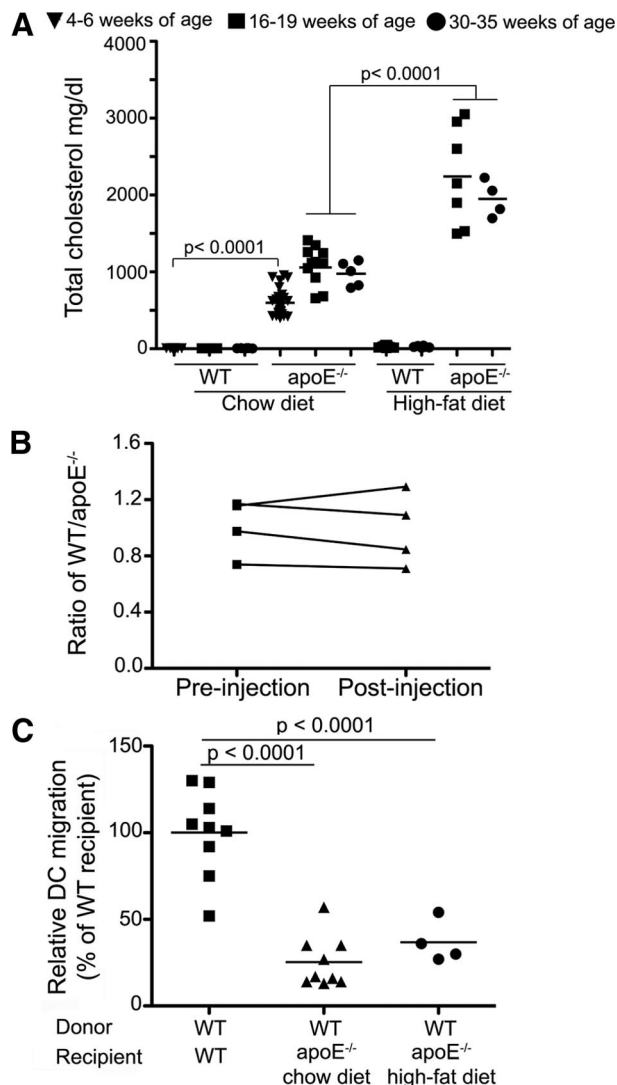 A ▼ 4-6 weeks of age ■ 16-19 weeks of age ● 30-35 weeks of age
Total cholesterol mg/dl
4000
3000
2000
1000
0
p< 0.0001
p< 0.0001
WT apoE-/- WT apoE-/-
Chow diet High-fat diet
B
Ratio of WT/apoE-/-
1.6
1.2
0.8
0.4
0.0
Pre-injection Post-injection
C
Relative DC migration
(% of WT recipient)
150
100
50
0
p < 0.0001
p < 0.0001
Donor WT WT WT
Recipient WT apoE-/- apoE-/-
chow diet high-fat diet